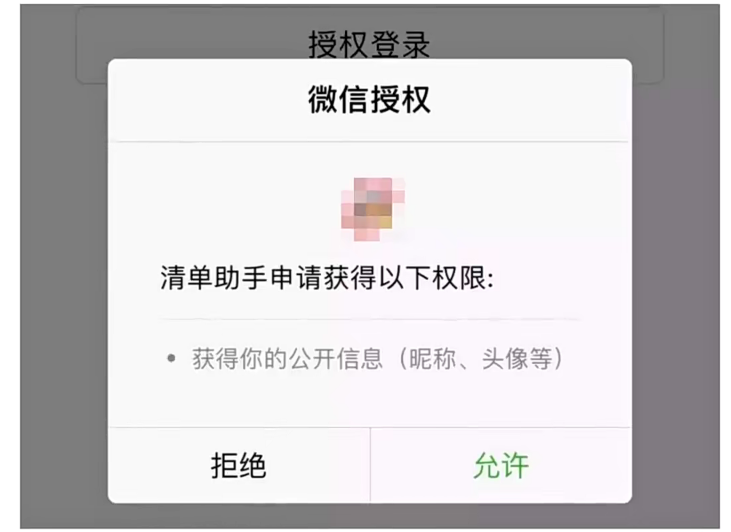 授权登录
微信授权
清单助手申请获得以下权限:
• 获得你的公开信息（昵称、头像等）
拒绝
允许